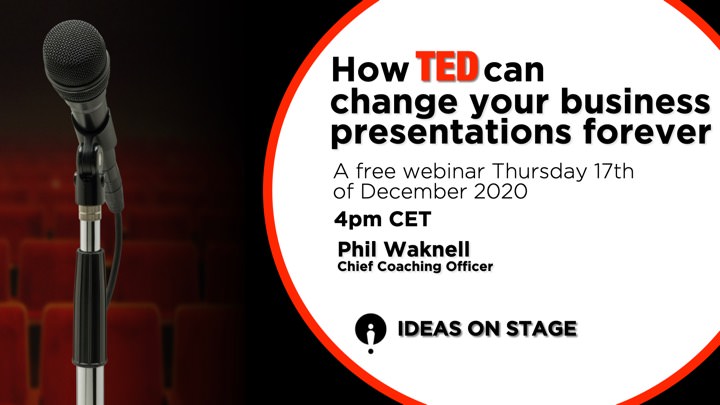 How TED can
change your business
presentations forever
A free webinar Thursday 17th
of December 2020
4pm CET
Phil Waknell
Chief Coaching Officer
IDEAS ON STAGE